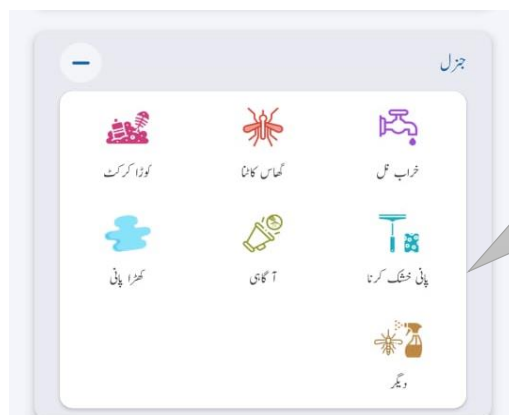 جنرل
خراب نل
گھاس کاٹنا
کوڑا کرکٹ
پانی خشک کرنا
آگاہی
کھڑا پانی
دیگر